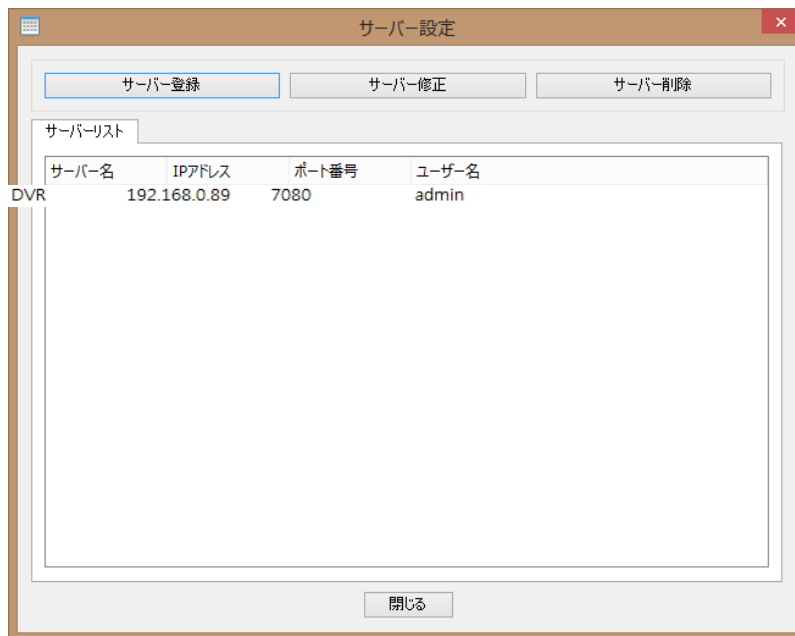 サーバー設定
サーバー登録 サーバー修正 サーバー削除
サーバーリスト
サーバー名 IPアドレス ポート番号 ユーザー名
DVR 192.168.0.89 7080 admin
閉じる